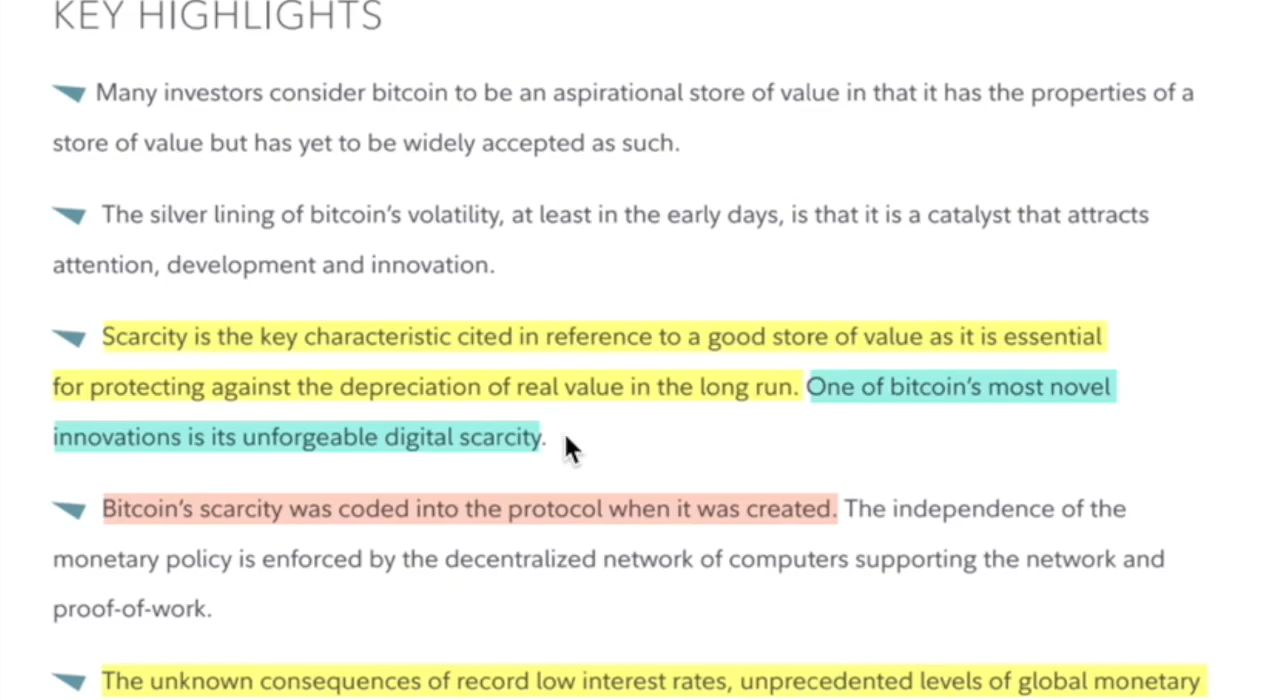 KEY HIGHLIGHTS
Many investors consider bitcoin to be an aspirational store of value in that it has the properties of a
store of value but has yet to be widely accepted as such.
The silver lining of bitcoin's volatility, at least in the early days, is that it is a catalyst that attracts
attention, development and innovation.
Scarcity is the key characteristic cited in reference to a good store of value as it is essential
for protecting against the depreciation of real value in the long run. One of bitcoin's most novel
innovations is its unforgeable digital scarcity.
Bitcoin's scarcity was coded into the protocol when it was created. The independence of the
monetary policy is enforced by the decentralized network of computers supporting the network and
proof-of-work.
The unknown consequences of record low interest rates, unprecedented levels of global monetary